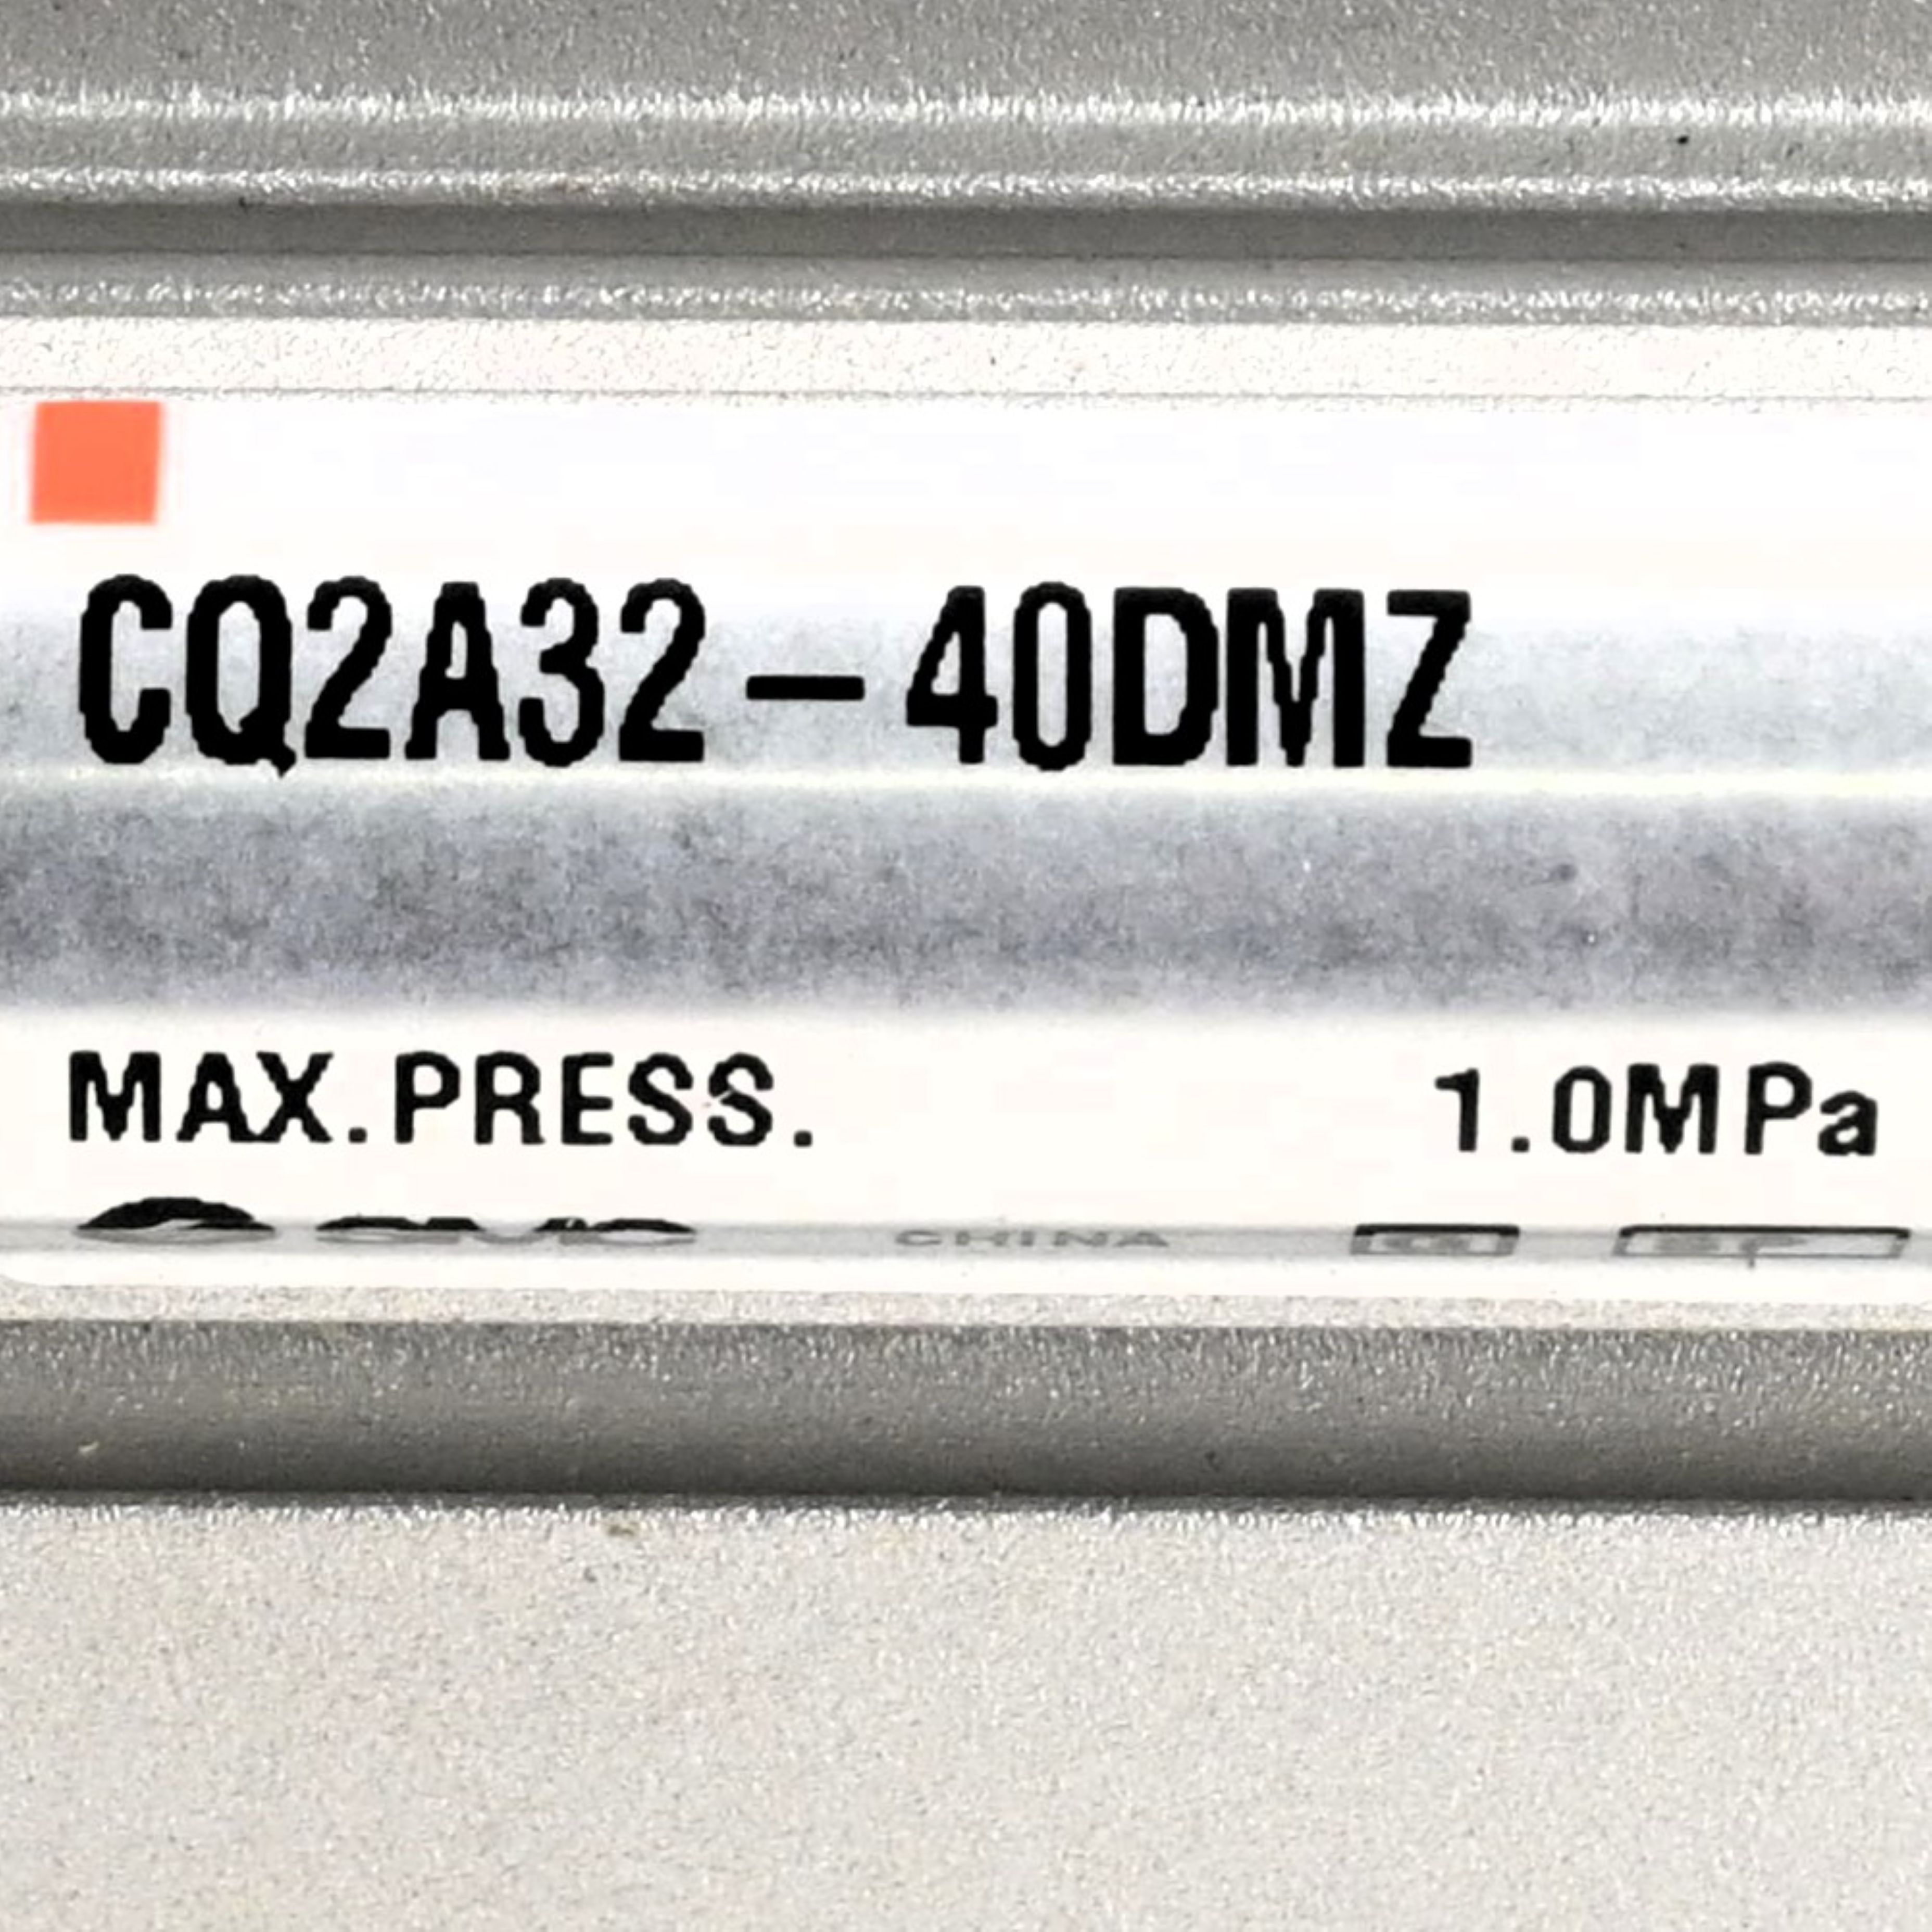 CQ2A32-40DMZ
MAX.PRESS. 1.0MPa
CHINA